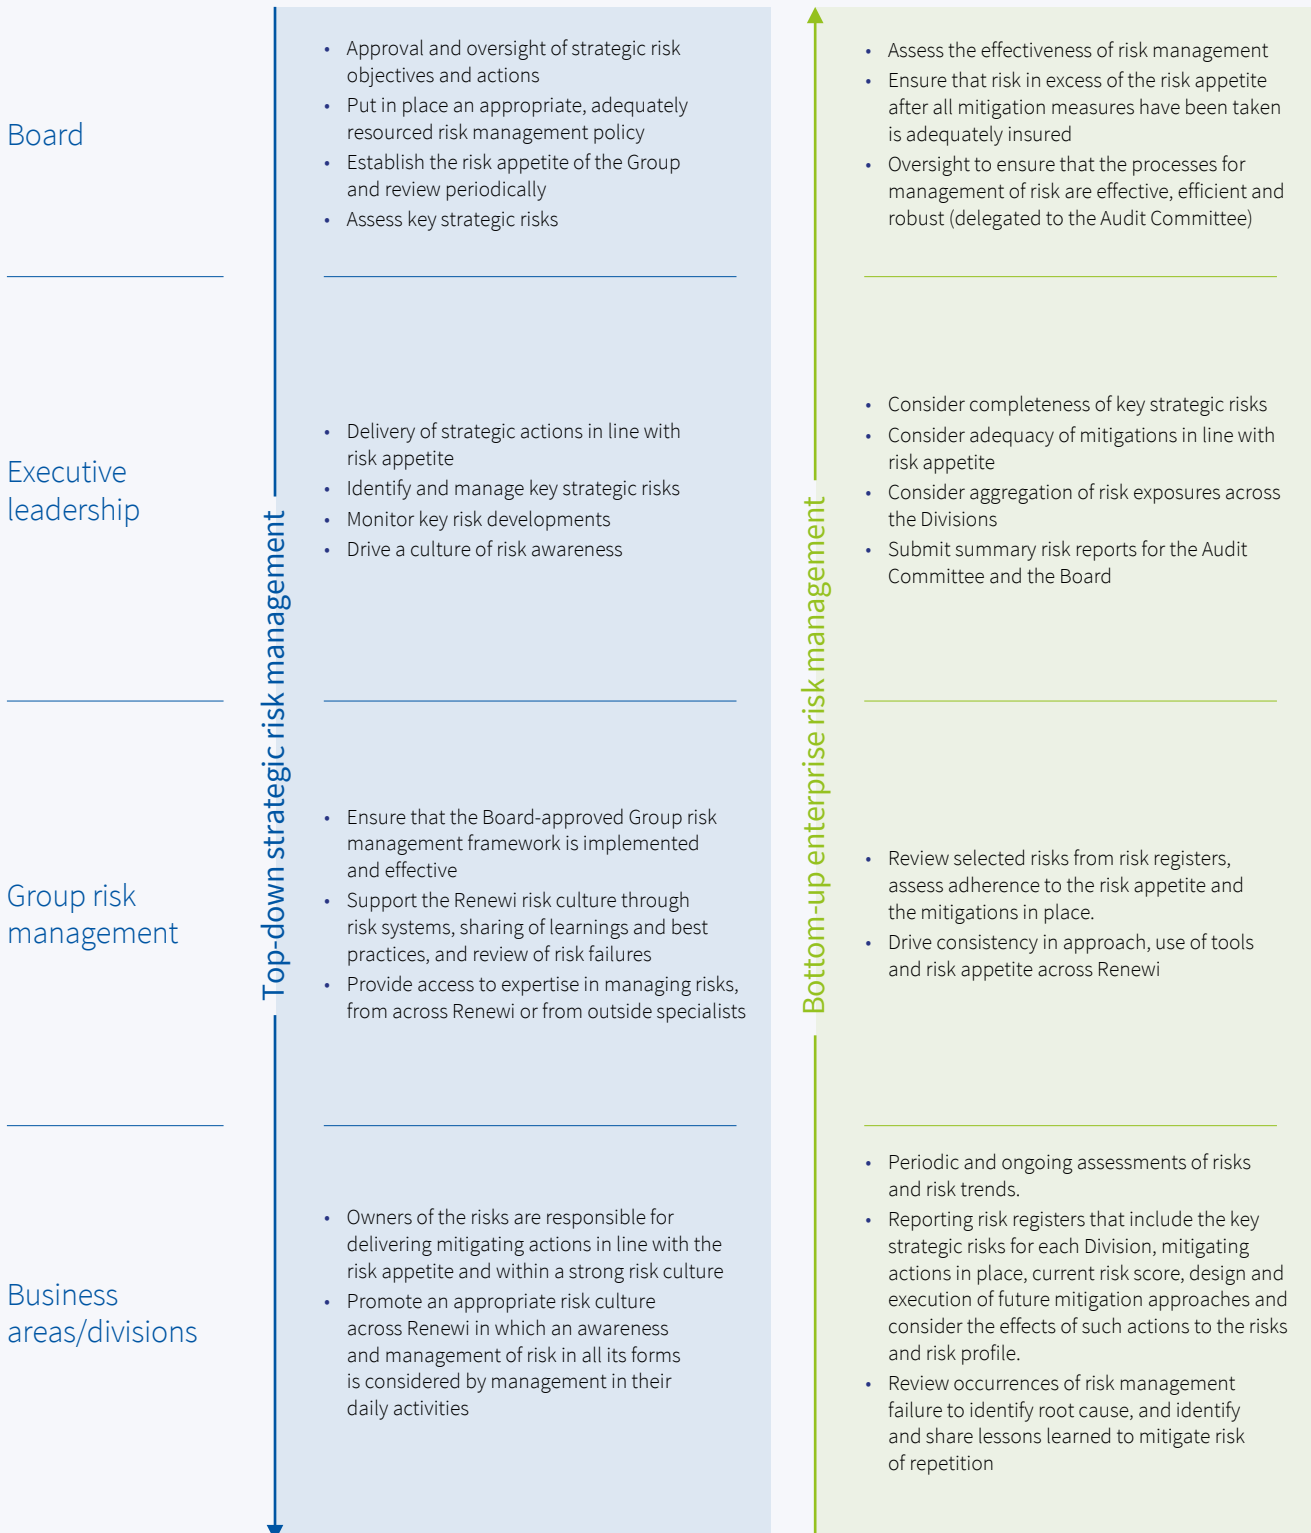 Board
• Approval and oversight of strategic risk
objectives and actions
• Put in place an appropriate, adequately
resourced risk management policy
• Establish the risk appetite of the Group
and review periodically
• Assess key strategic risks
• Assess the effectiveness of risk management
• Ensure that risk in excess of the risk appetite
after all mitigation measures have been taken
is adequately insured
• Oversight to ensure that the processes for
management of risk are effective, efficient and
robust (delegated to the Audit Committee)
Executive
leadership
• Delivery of strategic actions in line with
risk appetite
• Identify and manage key strategic risks
• Monitor key risk developments
• Drive a culture of risk awareness
• Consider completeness of key strategic risks
• Consider adequacy of mitigations in line with
risk appetite
• Consider aggregation of risk exposures across
the Divisions
• Submit summary risk reports for the Audit
Committee and the Board
Top-down strategic risk management
Bottom-up enterprise risk management
Group risk
management
• Ensure that the Board-approved Group risk
management framework is implemented
and effective
• Support the Renewi risk culture through
risk systems, sharing of learnings and best
practices, and review of risk failures
• Provide access to expertise in managing risks,
from across Renewi or from outside specialists
• Review selected risks from risk registers,
assess adherence to the risk appetite and
the mitigations in place.
• Drive consistency in approach, use of tools
and risk appetite across Renewi
Business
areas/divisions
• Owners of the risks are responsible for
delivering mitigating actions in line with the
risk appetite and within a strong risk culture
• Promote an appropriate risk culture
across Renewi in which an awareness
and management of risk in all its forms
is considered by management in their
daily activities
• Periodic and ongoing assessments of risks
and risk trends.
• Reporting risk registers that include the key
strategic risks for each Division, mitigating
actions in place, current risk score, design and
execution of future mitigation approaches and
consider the effects of such actions to the risks
and risk profile.
• Review occurrences of risk management
failure to identify root cause, and identify
and share lessons learned to mitigate risk
of repetition